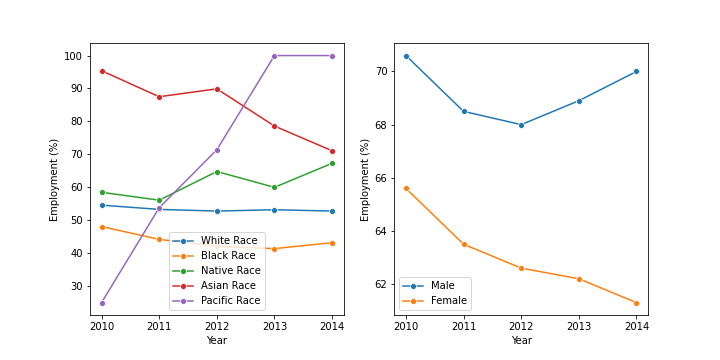 100
90
80
70
60
50
40
30
Employment (%)
2010 2011 2012 2013 2014
Year
White Race
Black Race
Native Race
Asian Race
Pacific Race
70
68
66
64
62
Employment (%)
2010 2011 2012 2013 2014
Year
Male
Female